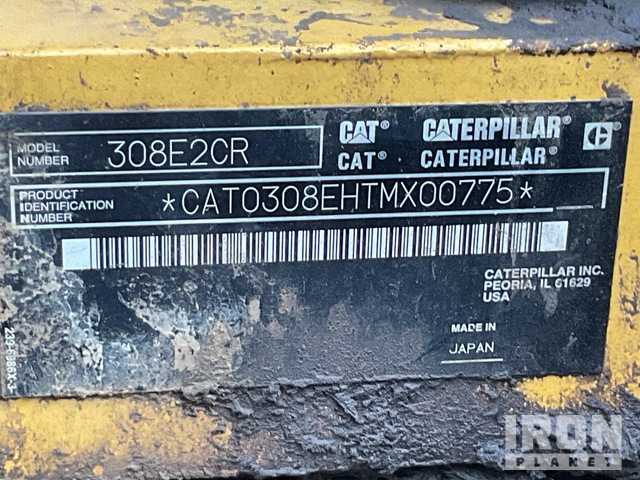 MODEL NUMBER 308E2CR
CAT® CATERPILLAR®
CAT® CATERPILLAR®
PRODUCT IDENTIFICATION NUMBER *CAT0308EHTMX00775*
CATERPILLAR INC.
PEORIA, IL 61629
USA
MADE IN
JAPAN
IRON
PLANET